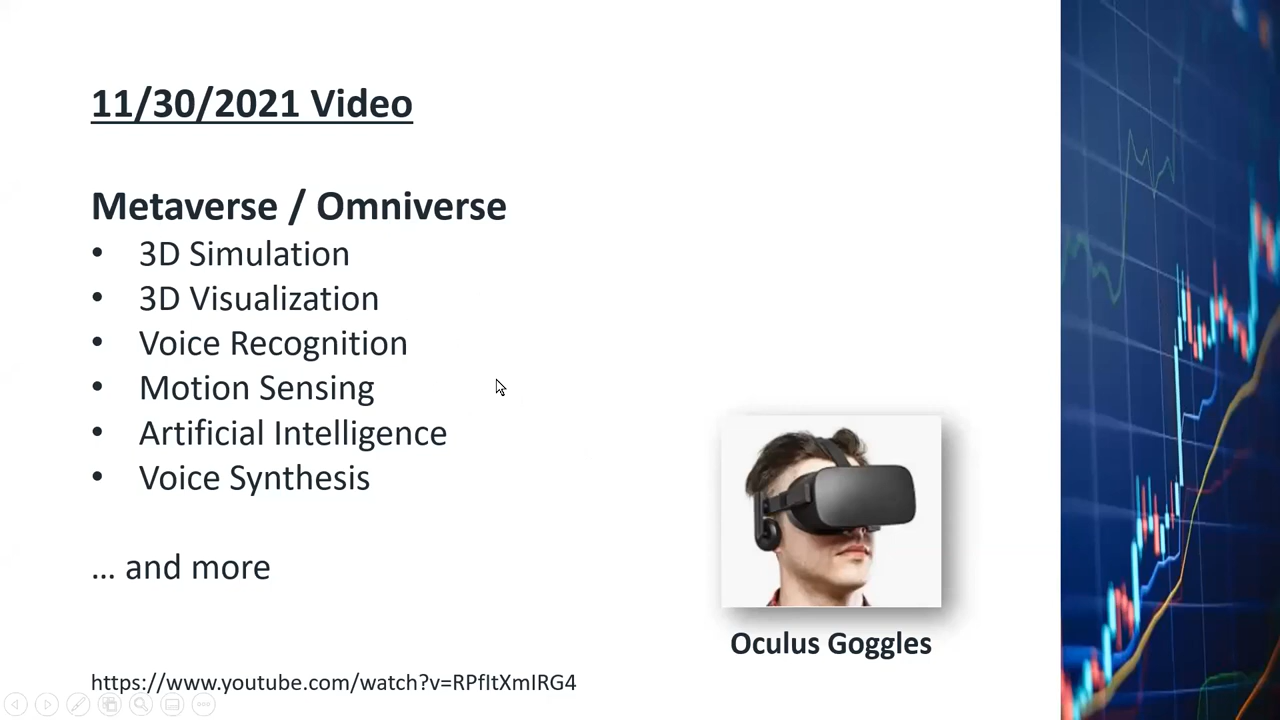 11/30/2021 Video
Metaverse / Omniverse
• 3D Simulation
• 3D Visualization
• Voice Recognition
• Motion Sensing
• Artificial Intelligence
• Voice Synthesis
... and more
Oculus Goggles
https://www.youtube.com/watch?v=RPfItXmIRG4